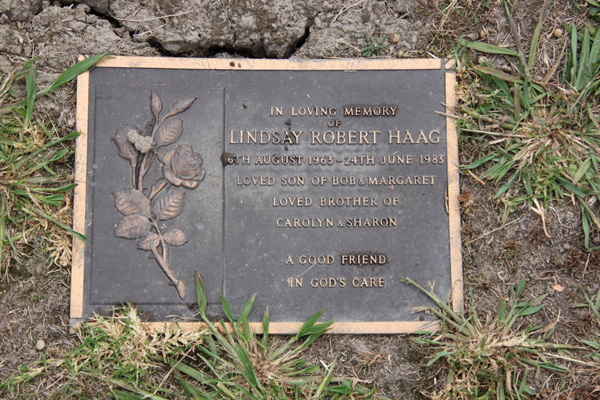 IN LOVING MEMORY
OF
LINDSAY ROBERT HAAG
6TH AUGUST 1963 - 24TH JUNE 1983
LOVED SON OF BOB & MARGARET
LOVED BROTHER OF
CAROLYN & SHARON
A GOOD FRIEND
IN GOD'S CARE